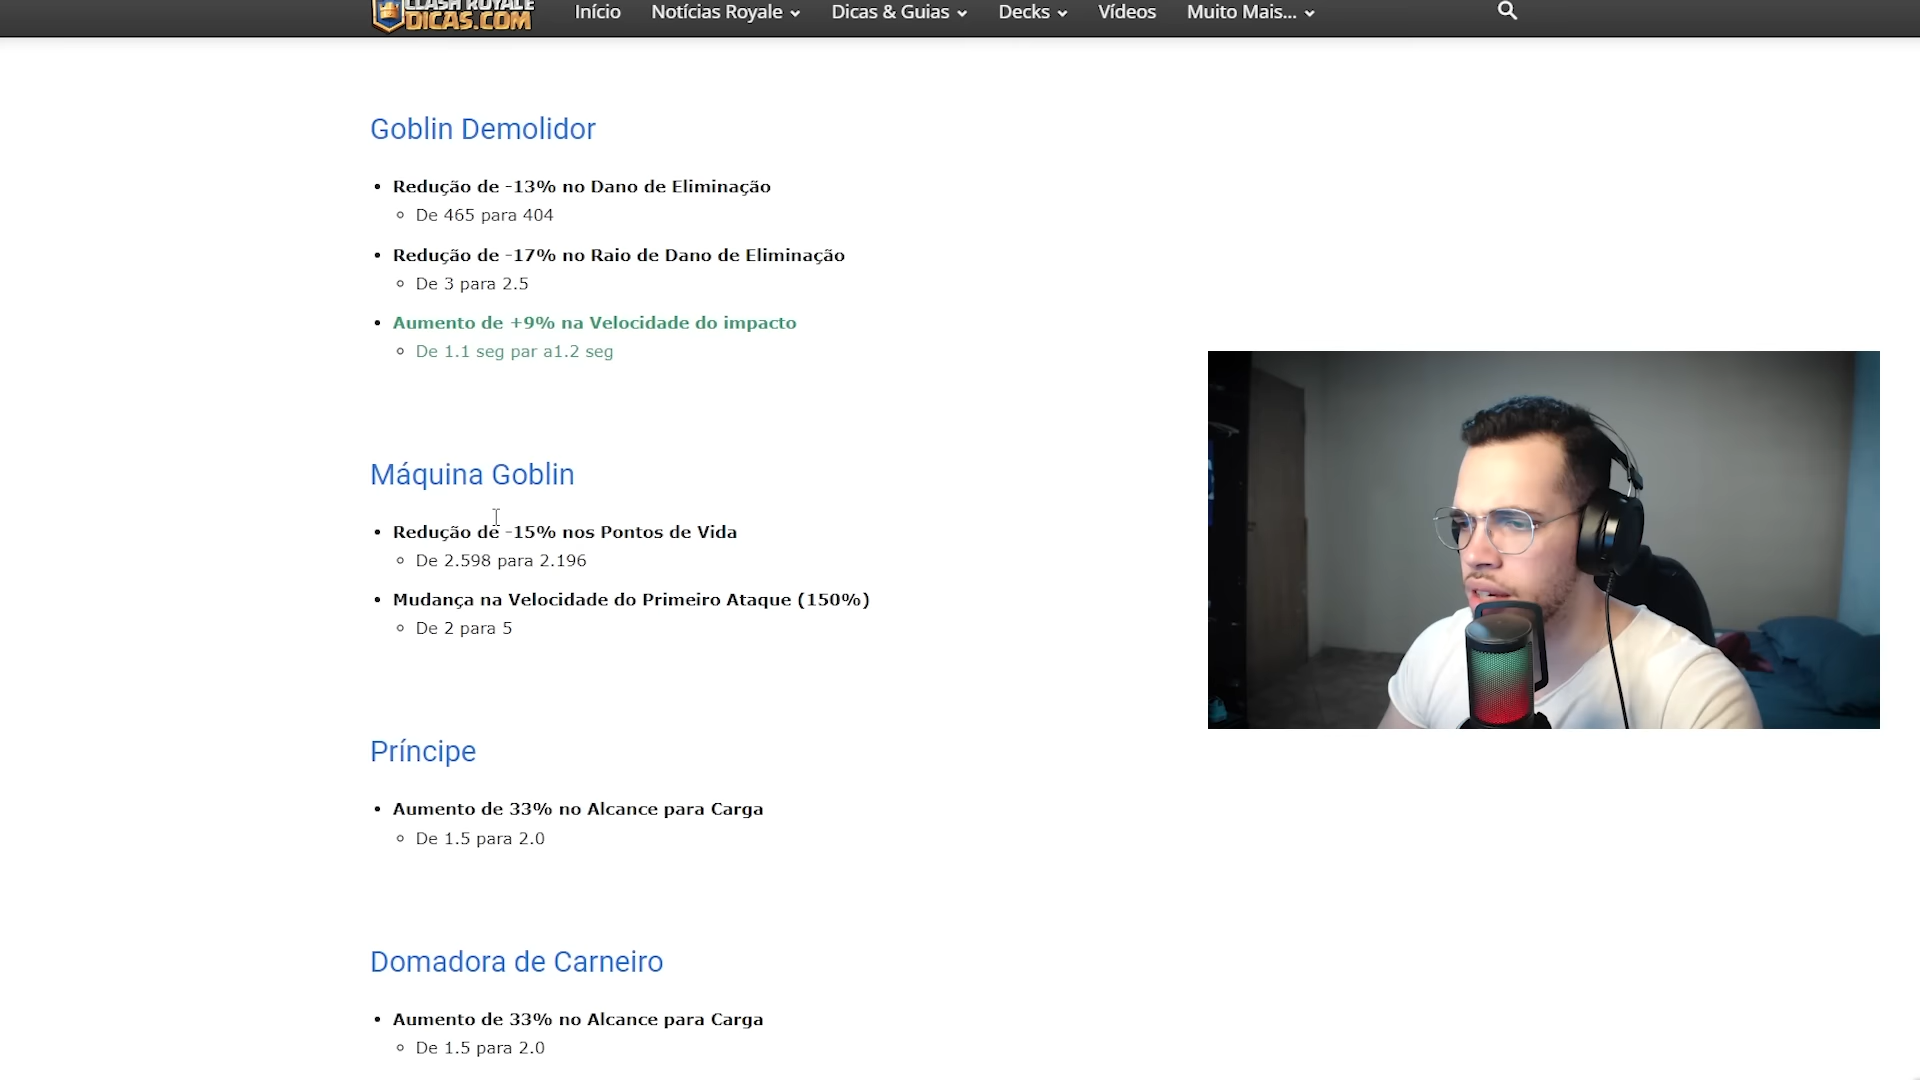 CLASH ROYALE
DICAS.COM
Início
Notícias Royale
Dicas & Guias
Decks
Vídeos
Muito Mais...
Goblin Demolidor
Redução de -13% no Dano de Eliminação
De 465 para 404
Redução de -17% no Raio de Dano de Eliminação
De 3 para 2.5
Aumento de +9% na Velocidade do impacto
De 1.1 seg par a1.2 seg
Máquina Goblin
Redução de -15% nos Pontos de Vida
De 2.598 para 2.196
Mudança na Velocidade do Primeiro Ataque (150%)
De 2 para 5
Príncipe
Aumento de 33% no Alcance para Carga
De 1.5 para 2.0
Domadora de Carneiro
Aumento de 33% no Alcance para Carga
De 1.5 para 2.0